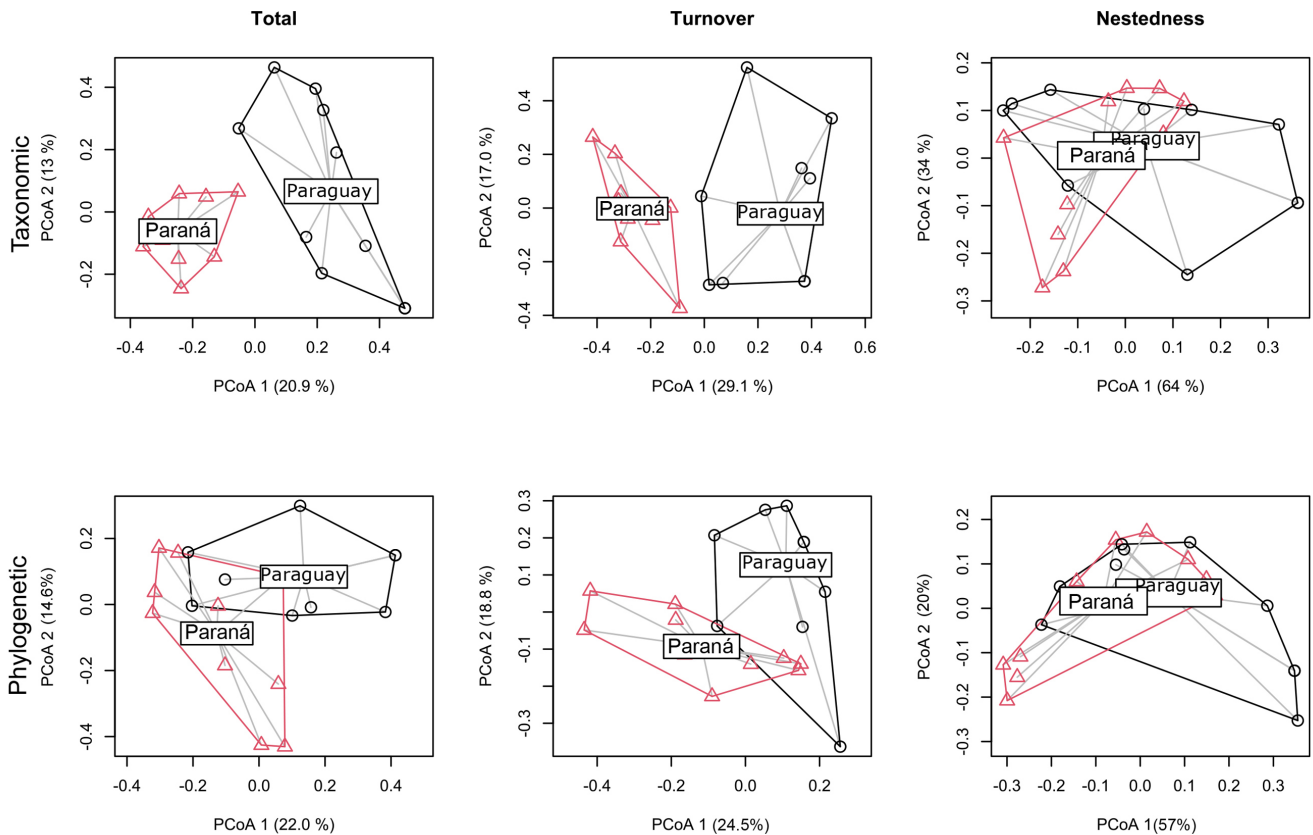 Total
Turnover
Nestedness
Taxonomic
PCoA 2 (13 %)
0.4
0.2
0.0
-0.2
Paraguay
Paraná
-0.4 -0.2 0.0 0.2 0.4
PCoA 1 (20.9 %)
PCoA 2 (17.0 %)
0.4
0.2
0.0
-0.2
-0.4
Paraná
Paraguay
-0.4 -0.2 0.0 0.2 0.4 0.6
PCoA 1 (29.1 %)
PCoA 2 (34 %)
0.2
0.1
0.0
-0.1
-0.2
-0.3
Paraguay
Paraná
-0.2 -0.1 0.0 0.1 0.2 0.3
PCoA 1 (64 %)
Phylogenetic
PCoA 2 (14.6%)
0.2
0.0
-0.2
-0.4
Paraguay
Paraná
-0.4 -0.2 0.0 0.2 0.4
PCoA 1 (22.0 %)
PCoA 2 (18.8 %)
0.3
0.2
0.1
-0.1
-0.3
Paraguay
Paraná
-0.4 -0.2 0.0 0.2
PCoA 1 (24.5%)
PCoA 2 (20%)
0.2
0.1
0.0
-0.1
-0.2
-0.3
Paraguay
Paraná
-0.3 -0.2 -0.1 0.0 0.1 0.2 0.3
PCoA 1(57%)